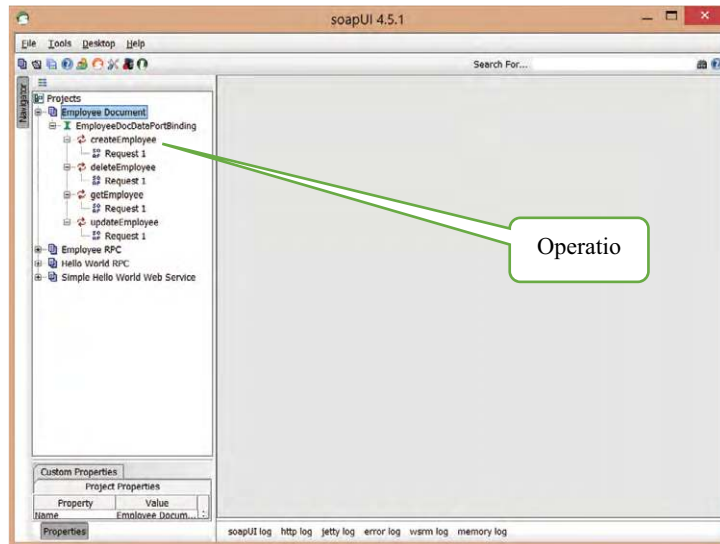 soapUI 4.5.1
File Tools Desktop Help
Search For...
Navigator
Projects
Employee Document
EmployeeDocDataPortBinding
createEmployee
Request 1
deleteEmployee
Request 1
getEmployee
Request 1
updateEmployee
Request 1
Employee RPC
Hello World RPC
Simple Hello World Web Service
Operatio
Custom Properties
Project Properties
Property Value
Name Employee Docum...
Properties
soapUI log http log jetty log error log wsrm log memory log